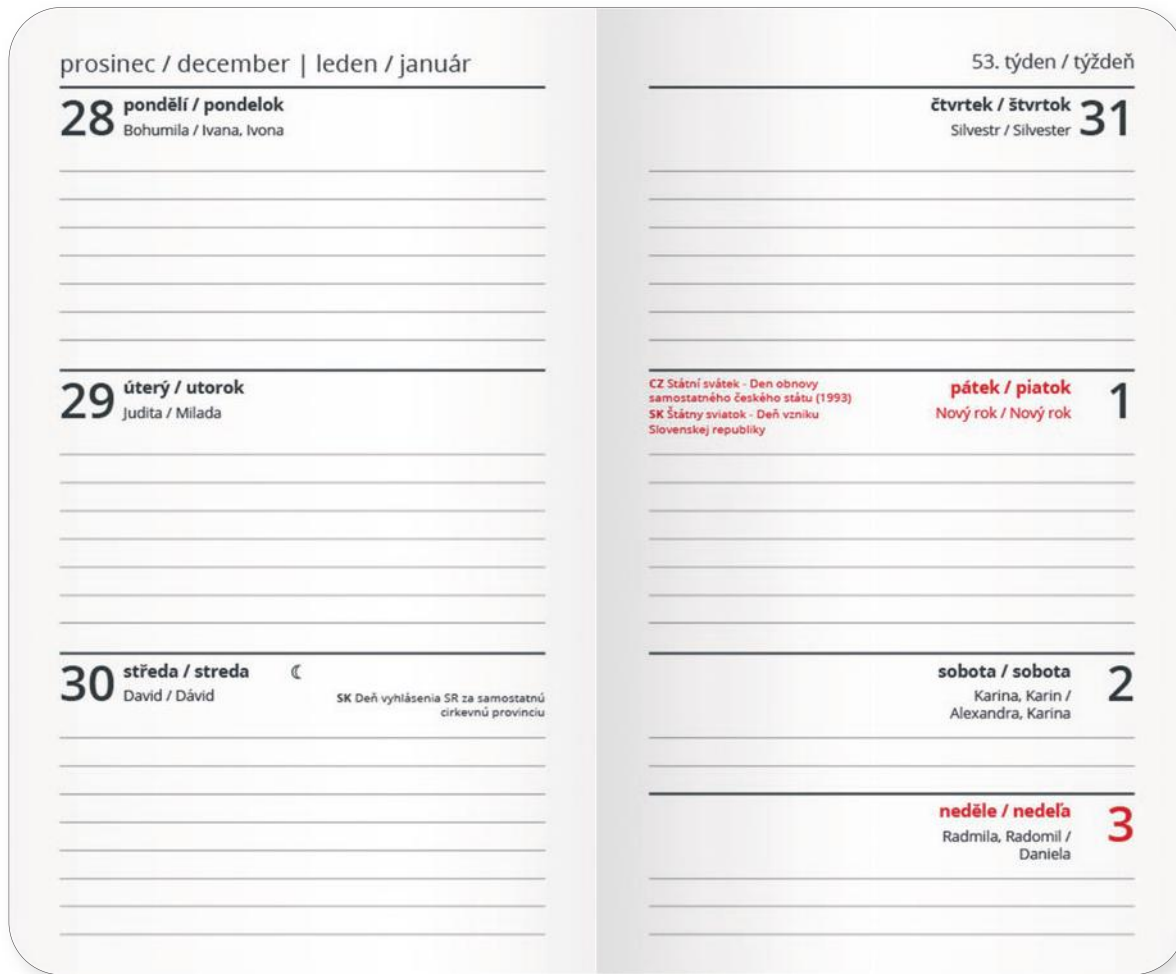 prosinec / december | leden / január
28 pondělí / pondelok
Bohumila / Ivana, Ivona
29 úterý / utorok
Judita / Milada
30 středa / streda
David / Dávid
SK Deň vyhlásenia SR za samostatnú
cirkevnú provinciu
53. týden / týždeň
čtvrtek / štvrtok 31
Silvestr / Silvester
CZ Státní svátek - Den obnovy
samostatného českého státu (1993)
SK Štátny sviatok - Deň vzniku
Slovenskej republiky
pátek / piatok 1
Nový rok / Nový rok
sobota / sobota 2
Karina, Karin /
Alexandra, Karina
neděle / nedeľa 3
Radmila, Radomil /
Daniela